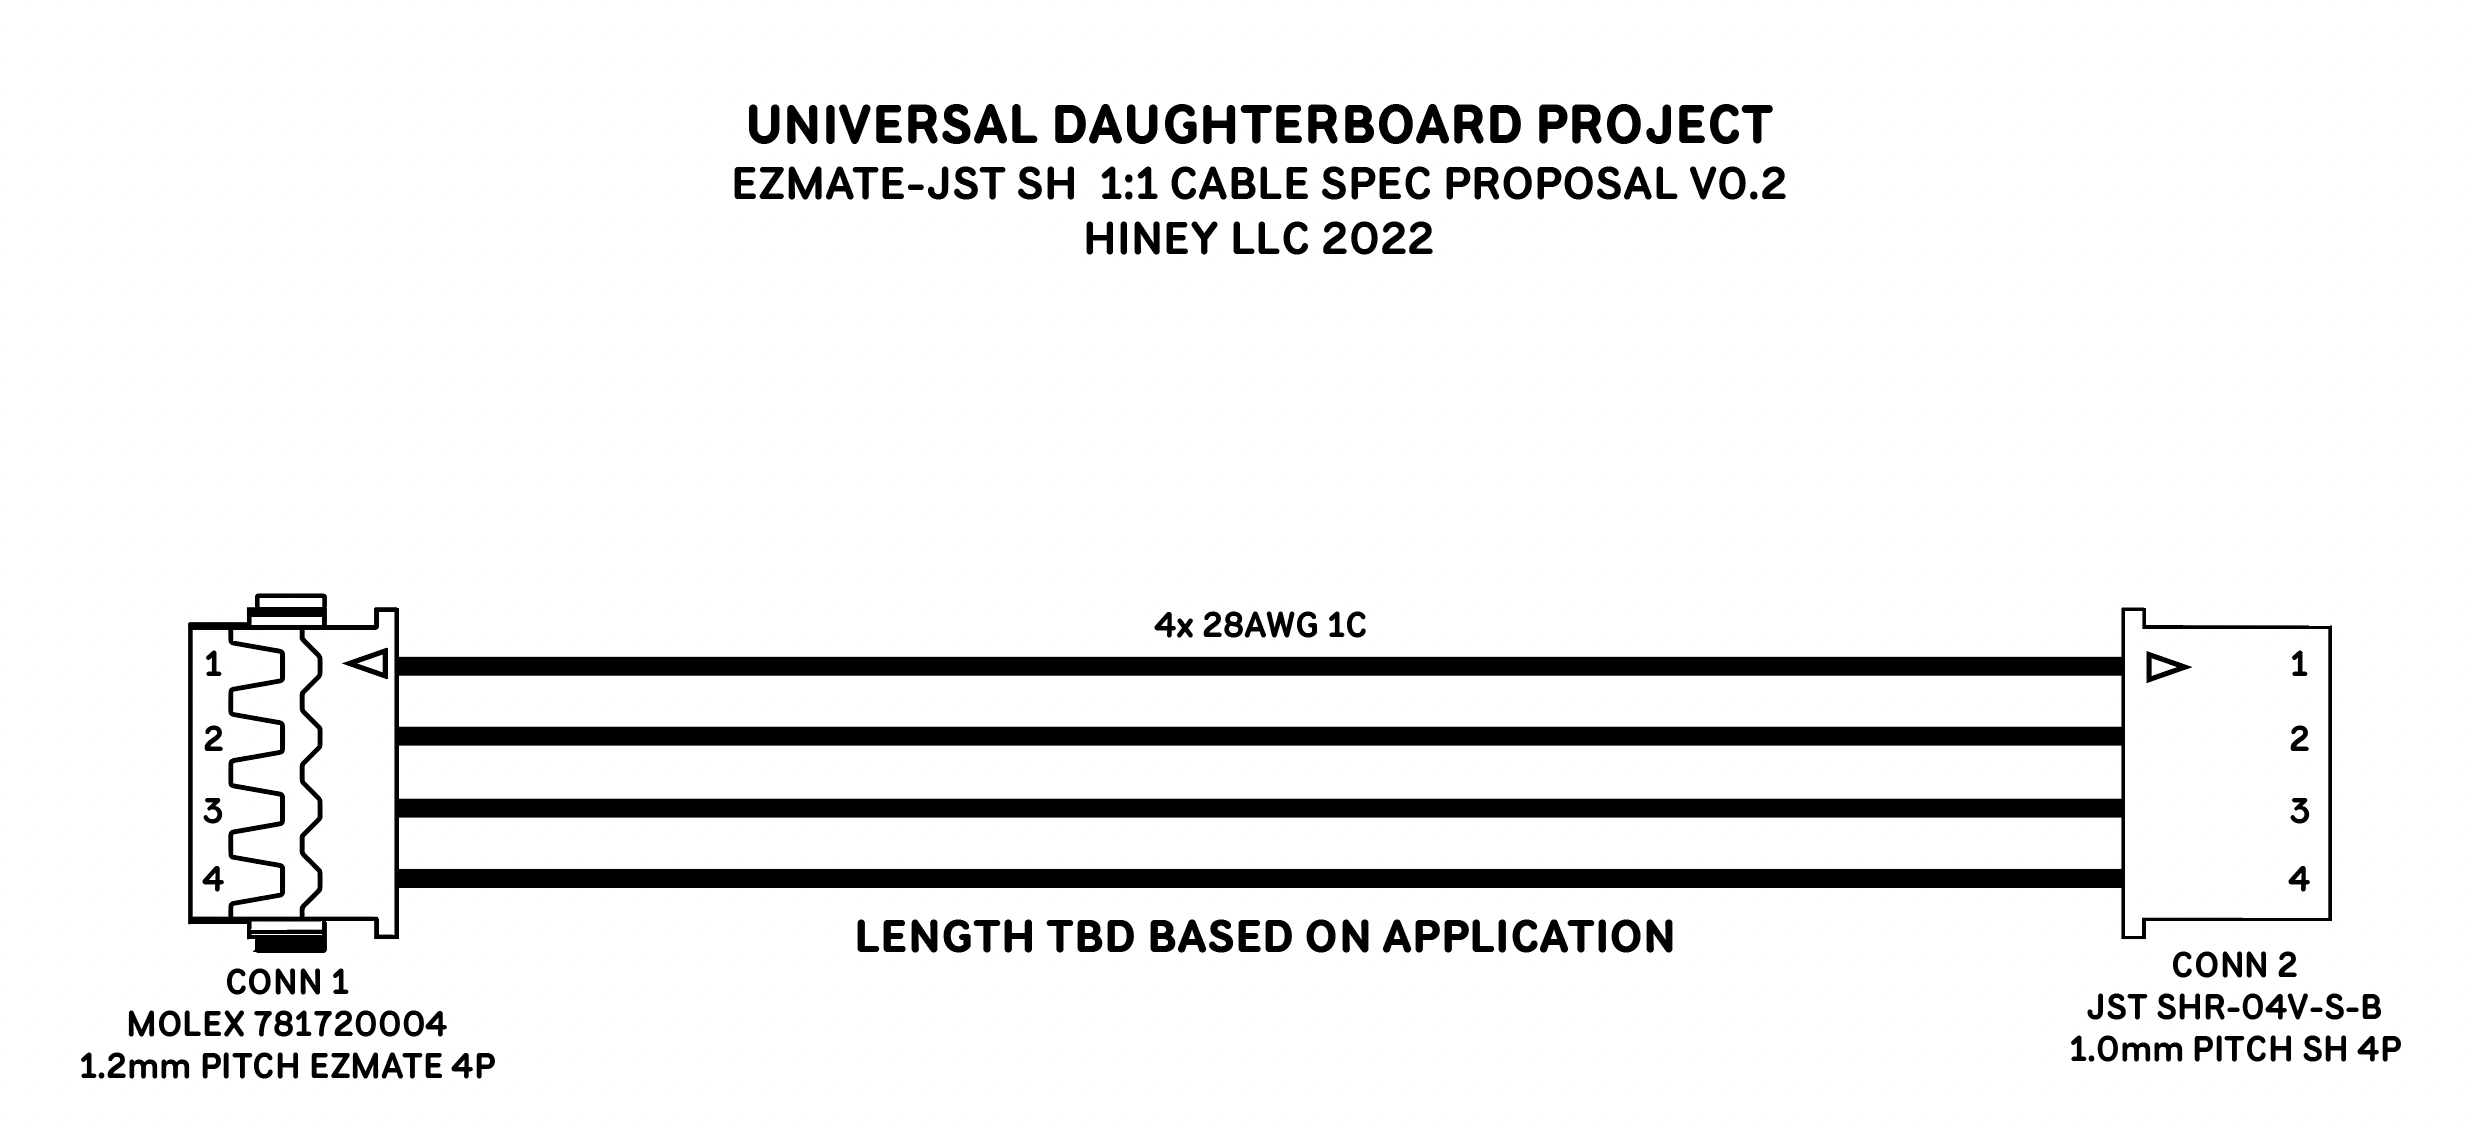 UNIVERSAL DAUGHTERBOARD PROJECT
EZMATE-JST SH 1:1 CABLE SPEC PROPOSAL V0.2
HINEY LLC 2022
4x 28AWG 1C
1
2
3
4
1
2
3
4
LENGTH TBD BASED ON APPLICATION
CONN 1
MOLEX 781720004
1.2mm PITCH EZMATE 4P
CONN 2
JST SHR-04V-S-B
1.0mm PITCH SH 4P